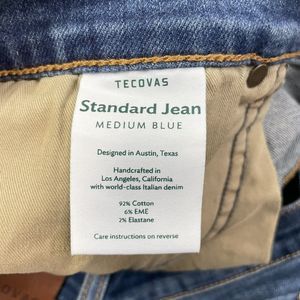 TECOVAS
Standard Jean
MEDIUM BLUE
Designed in Austin, Texas
Handcrafted in
Los Angeles, California
with world-class Italian denim
92% Cotton
6% EME
2% Elastane
Care instructions on reverse